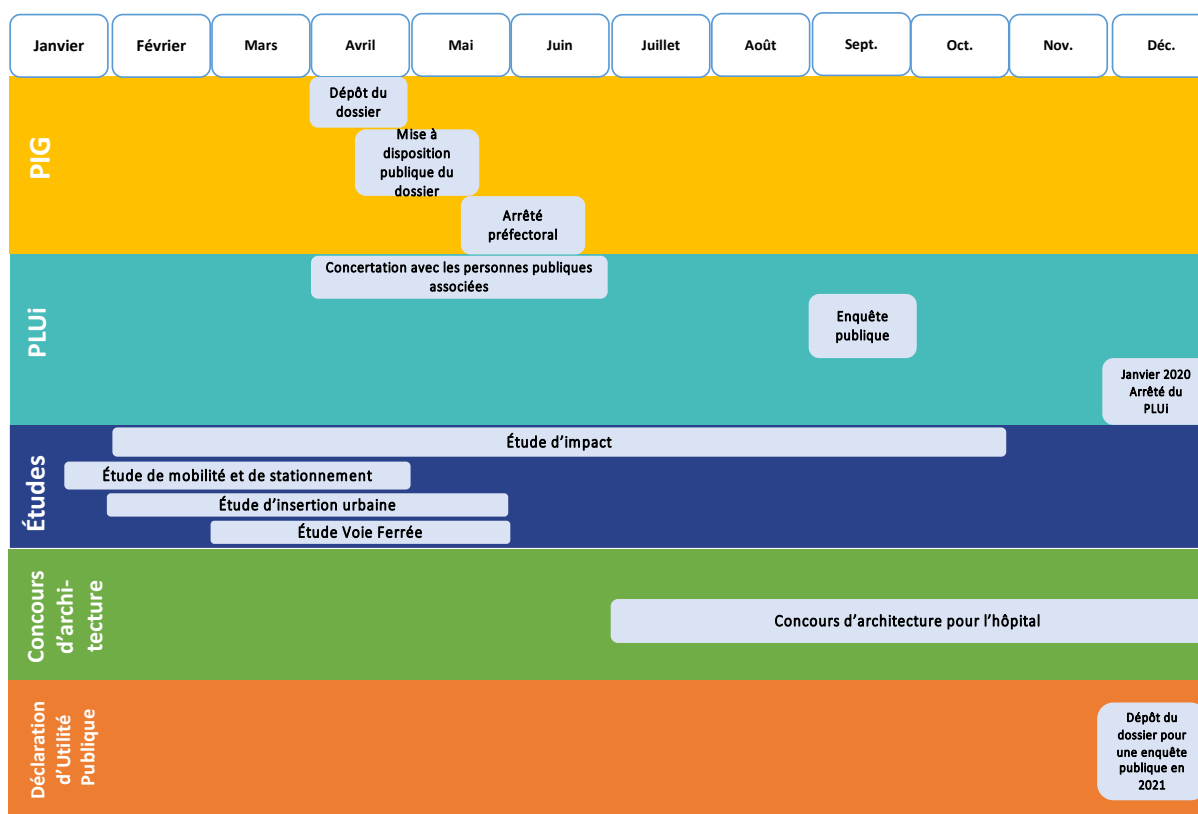 Janvier
Février
Mars
Avril
Mai
Juin
Juillet
Août
Sept.
Oct.
Nov.
Déc.
PIG
Dépôt du
dossier
Mise à
disposition
publique du
dossier
Arrêté
préfectoral
PLUi
Concertation avec les personnes publiques
associées
Enquête
publique
Janvier 2020
Arrêté du
PLUi
Études
Étude d’impact
Étude de mobilité et de stationnement
Étude d’insertion urbaine
Étude Voie Ferrée
Concours
d’archi-
tecture
Concours d’architecture pour l’hôpital
Déclaration
d’Utilité
Publique
Dépôt du
dossier pour
une enquête
publique en
2021